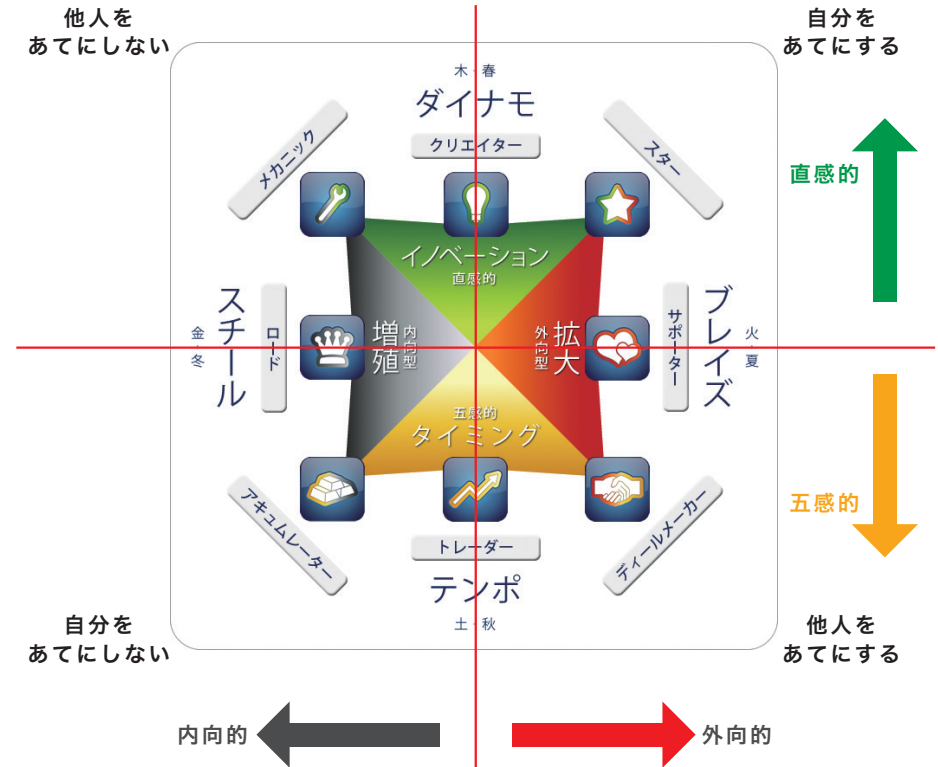 他人を
あてにしない
自分を
あてにする
木・春
ダイナモ
クリエイター
メカニック
スター
直感的
イノベーション
直感的
スチール
金・冬
ロード
増殖
内向型
外向型
拡大
サポーター
ブレイズ
火・夏
五感的
タイミング
五感的
アキュムレーター
トレーダー
ディールメーカー
テンポ
土・秋
自分を
あてにしない
他人を
あてにする
内向的
外向的